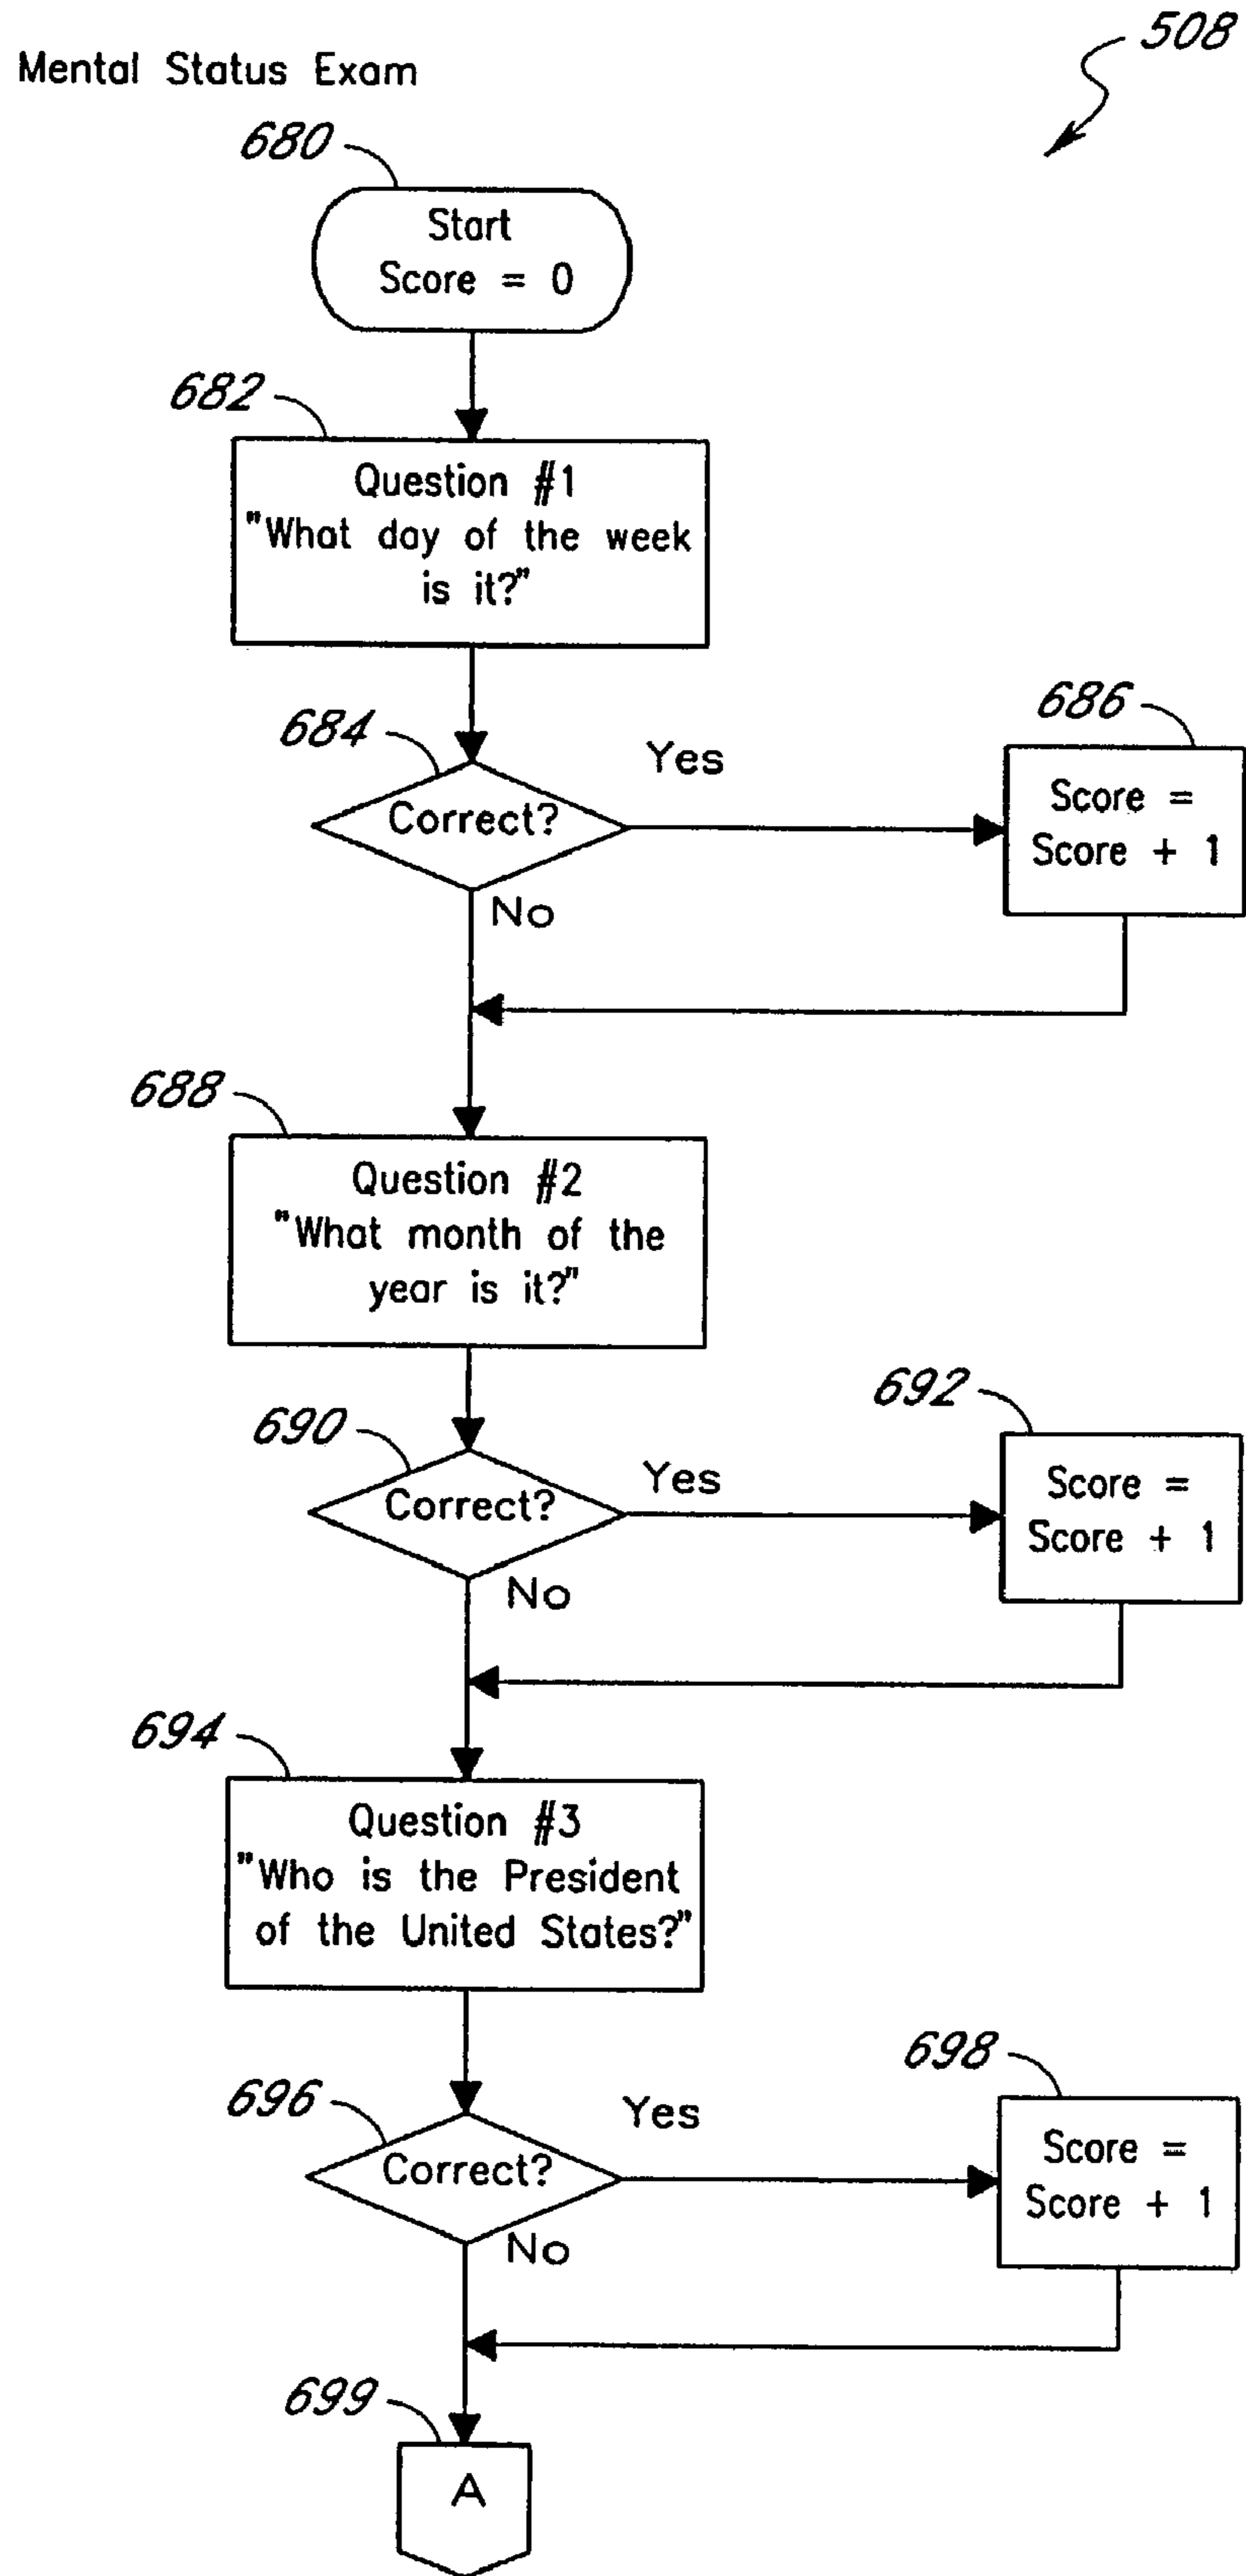 508
Mental Status Exam
680
Start
Score = 0
682
Question #1
"What day of the week
is it?"
684
Correct?
Yes
No
686
Score =
Score + 1
688
Question #2
"What month of the
year is it?"
690
Correct?
Yes
No
692
Score =
Score + 1
694
Question #3
"Who is the President
of the United States?"
696
Correct?
Yes
No
698
Score =
Score + 1
699
A